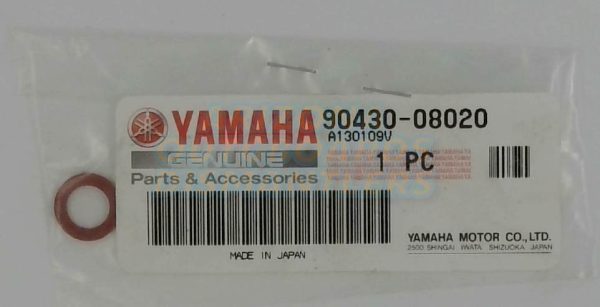 YAMAHA 90430-08020
A130109V
GENUINE
Parts & Accessories
1 PC
MADE IN JAPAN
YAMAHA MOTOR CO.,LTD.
2500 SHINGAI IWATA SHIZUOKA JAPAN